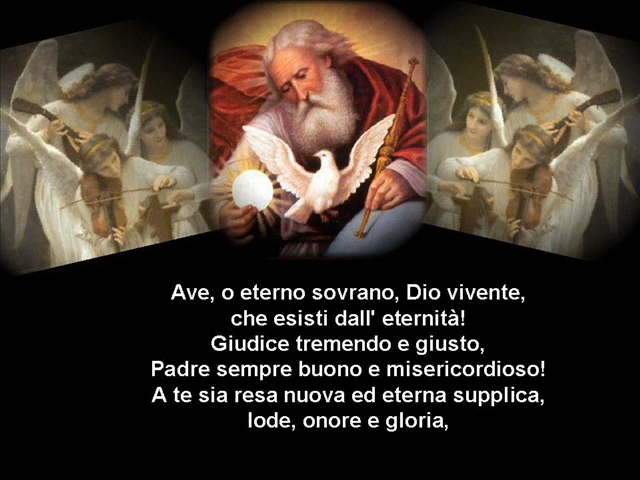 Ave, o eterno sovrano, Dio vivente,
che esisti dall' eternità!
Giudice tremendo e giusto,
Padre sempre buono e misericordioso!
A te sia resa nuova ed eterna supplica,
lode, onore e gloria,